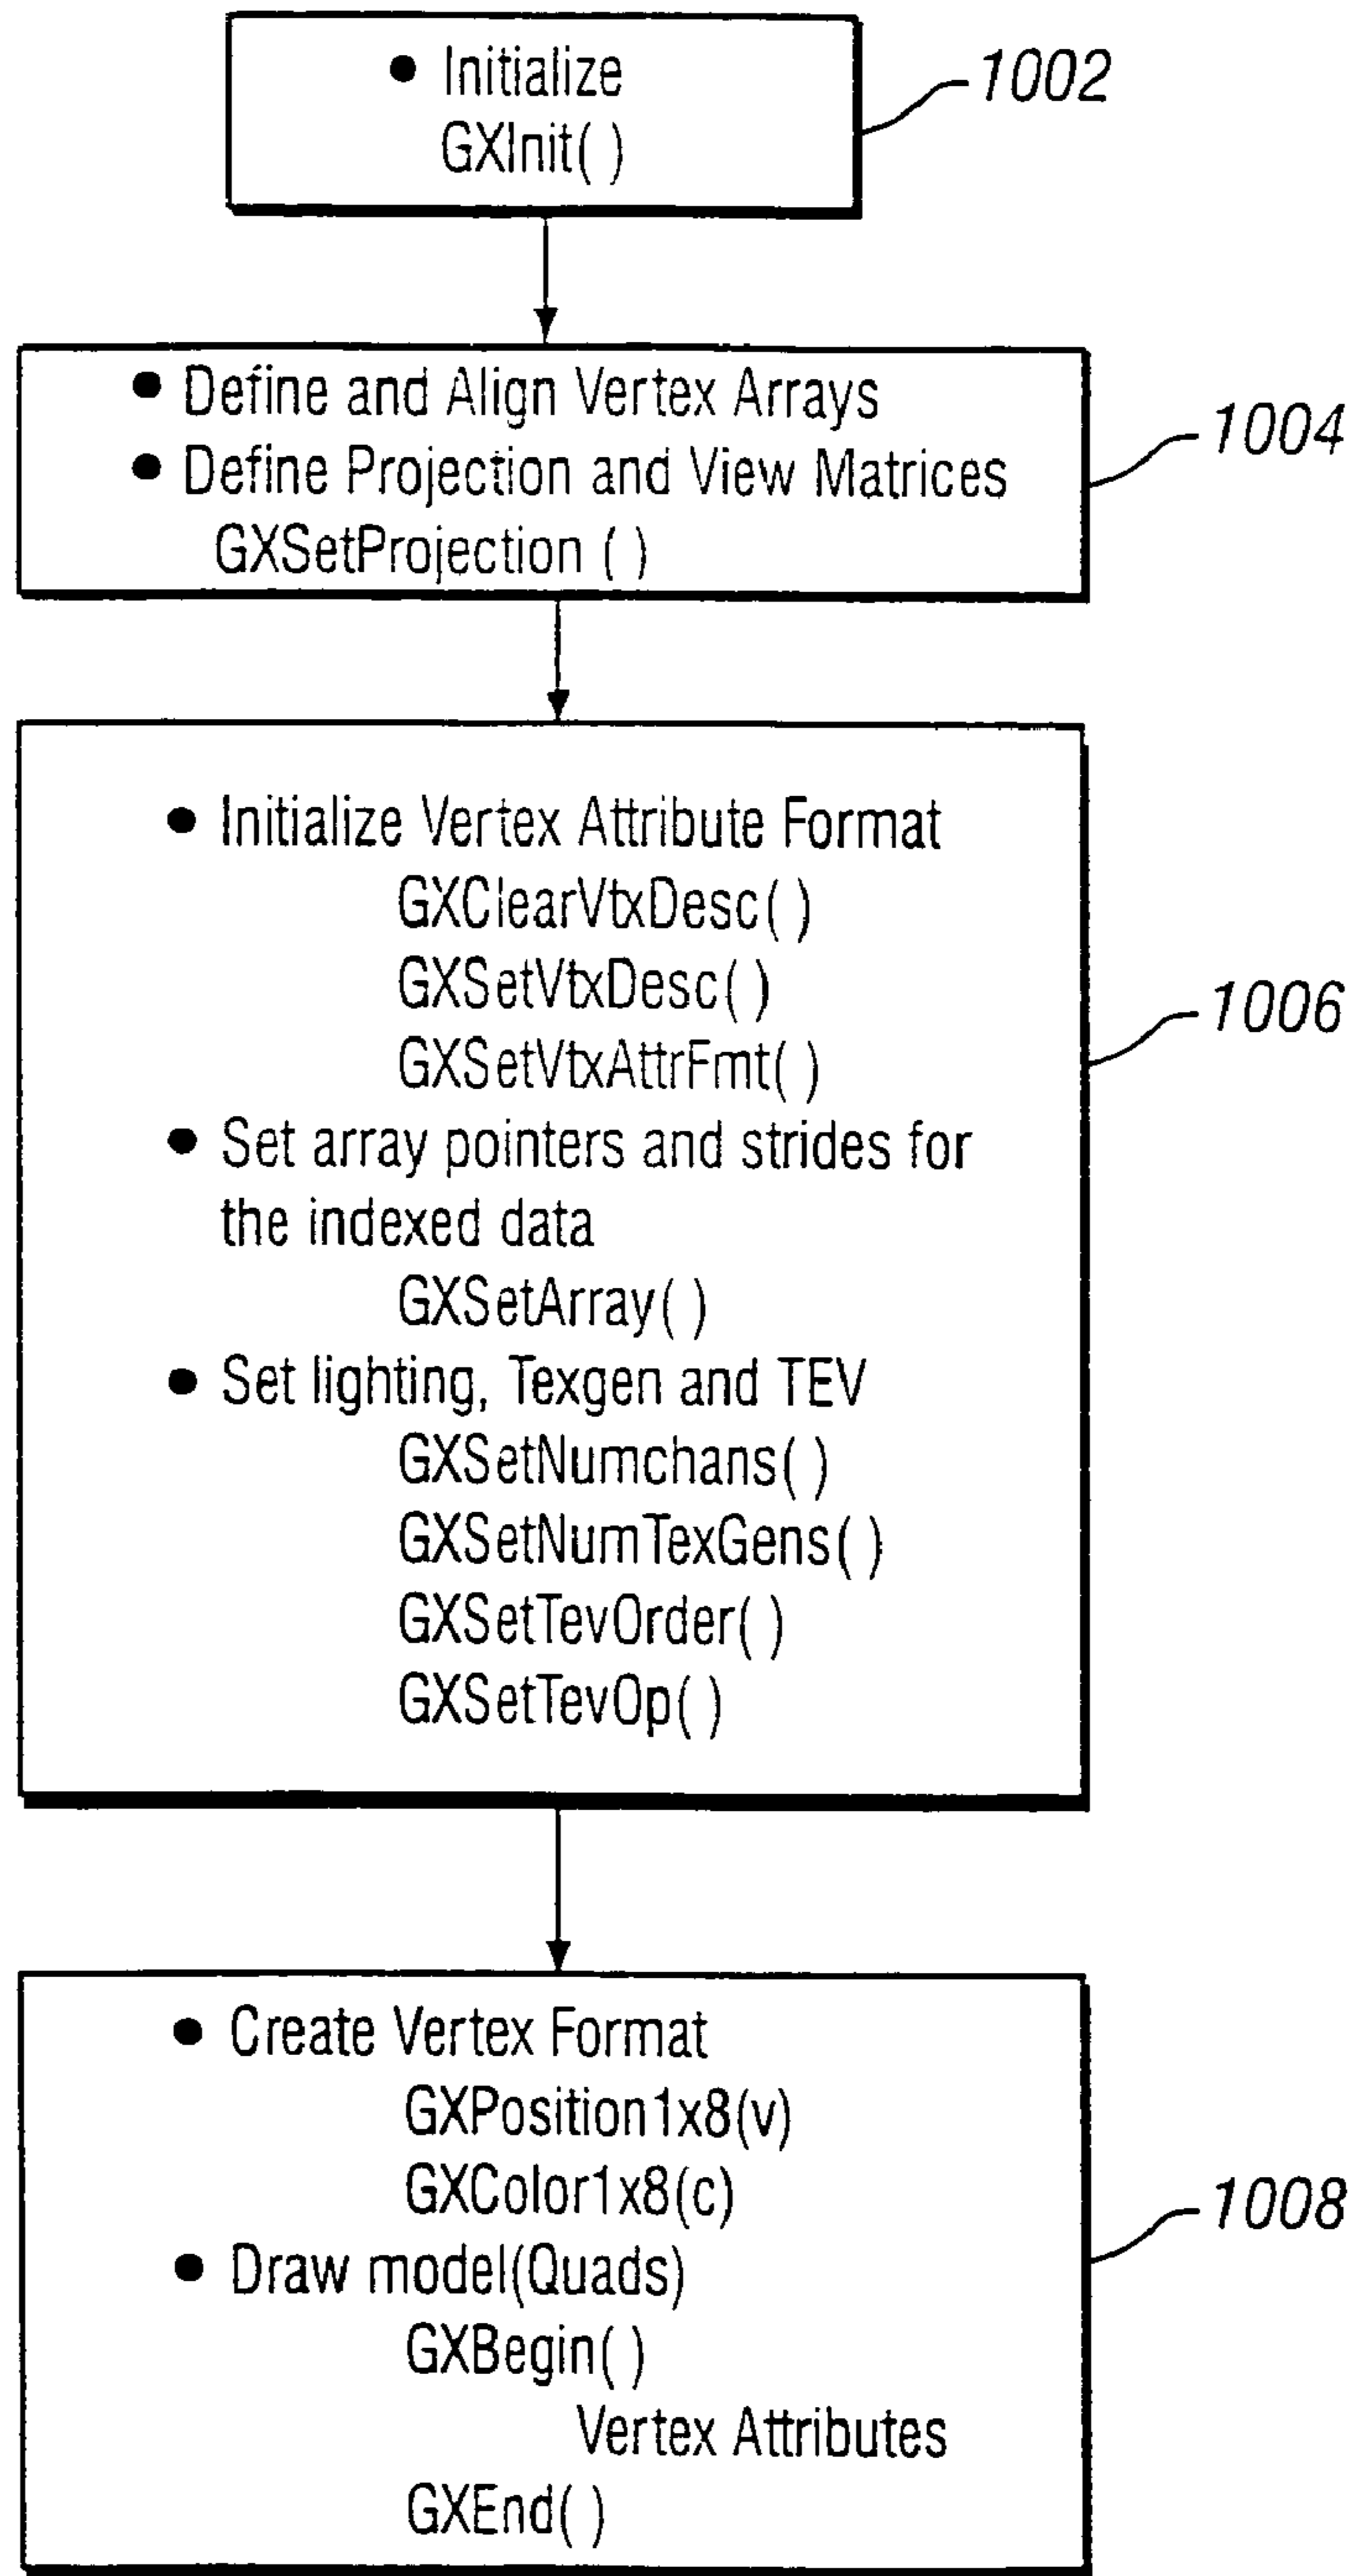 • Initialize
GXInit( )
1002
• Define and Align Vertex Arrays
• Define Projection and View Matrices
GXSetProjection ( )
1004
• Initialize Vertex Attribute Format
GXClearVtxDesc( )
GXSetVtxDesc( )
GXSetVtxAttrFmt( )
• Set array pointers and strides for
the indexed data
GXSetArray( )
• Set lighting, Texgen and TEV
GXSetNumchans( )
GXSetNumTexGens( )
GXSetTevOrder( )
GXSetTevOp( )
1006
• Create Vertex Format
GXPosition1x8(v)
GXColor1x8(c)
• Draw model(Quads)
GXBegin( )
Vertex Attributes
GXEnd( )
1008